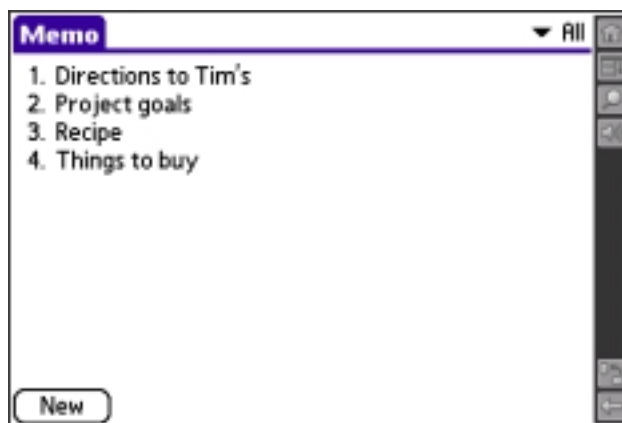 Memo
All
1. Directions to Tim's
2. Project goals
3. Recipe
4. Things to buy
New